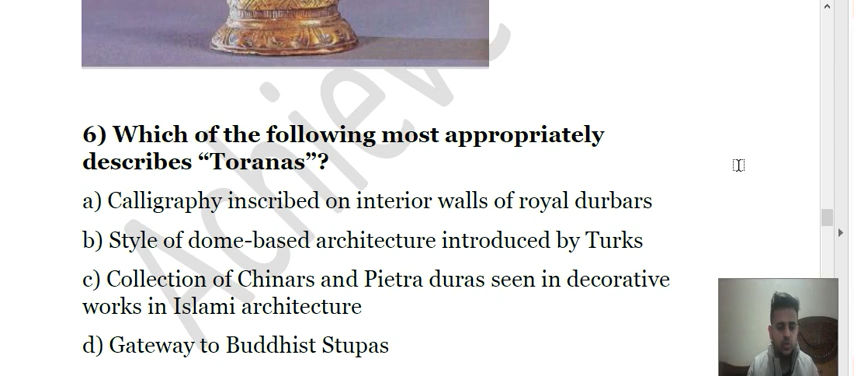 6) Which of the following most appropriately
describes “Toranas”?
a) Calligraphy inscribed on interior walls of royal durbars
b) Style of dome-based architecture introduced by Turks
c) Collection of Chinars and Pietra duras seen in decorative
works in Islami architecture
d) Gateway to Buddhist Stupas
Achieve